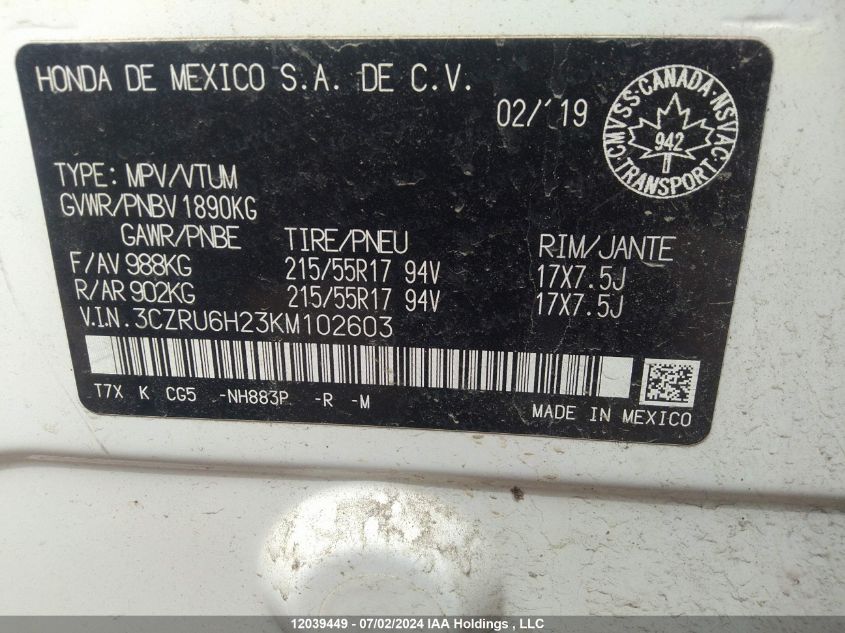 HONDA DE MEXICO S.A. DE C.V.
02/'19
CMVSS·CANADA·NSVAC
942
TRANSPORT
TYPE: MPV/VTUM
GVWR/PNBV 1890KG
GAWR/PNBE TIRE/PNEU RIM/JANTE
F/AV 988KG 215/55R17 94V 17X7.5J
R/AR 902KG 215/55R17 94V 17X7.5J
V.I.N. 3CZRU6H23KM102603
T7X K CG5 -NH883P -R -M
MADE IN MEXICO
12039449 - 07/02/2024 IAA Holdings , LLC